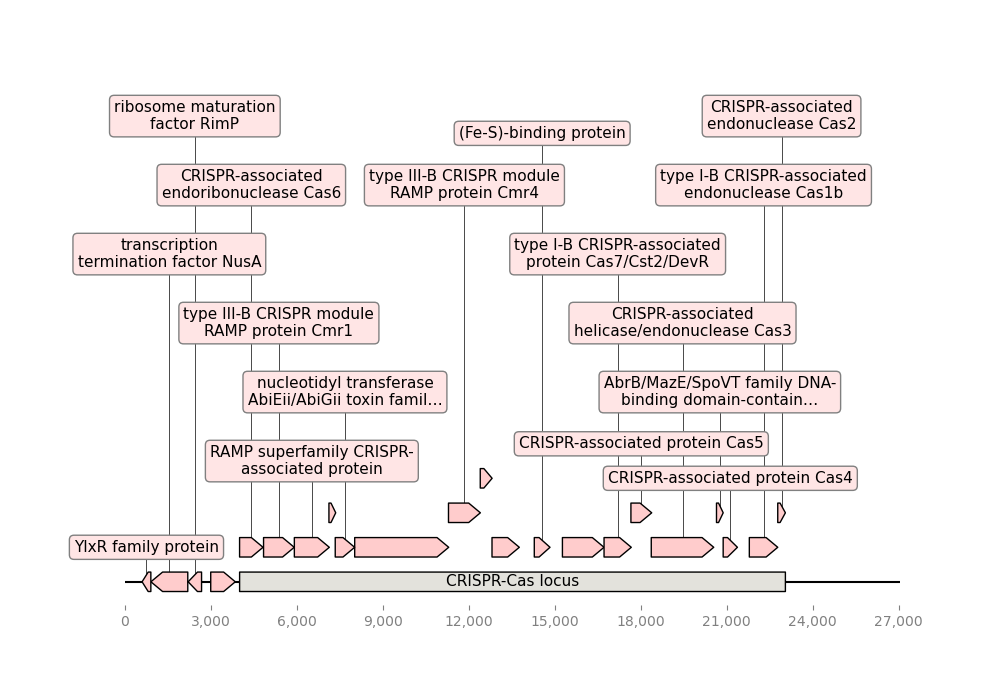 ribosome maturation
factor RimP
CRISPR-associated
endonuclease Cas2
(Fe-S)-binding protein
CRISPR-associated
endoribonuclease Cas6
type III-B CRISPR module
RAMP protein Cmr4
type I-B CRISPR-associated
endonuclease Cas1b
transcription
termination factor NusA
type I-B CRISPR-associated
protein Cas7/Cst2/DevR
type III-B CRISPR module
RAMP protein Cmr1
CRISPR-associated
helicase/endonuclease Cas3
nucleotidyl transferase
AbiEii/AbiGii toxin famil…
AbrB/MazE/SpoVT family DNA-
binding domain-contain…
CRISPR-associated protein Cas5
RAMP superfamily CRISPR-
associated protein
CRISPR-associated protein Cas4
YlxR family protein
CRISPR-Cas locus
0
3,000
6,000
9,000
12,000
15,000
18,000
21,000
24,000
27,000